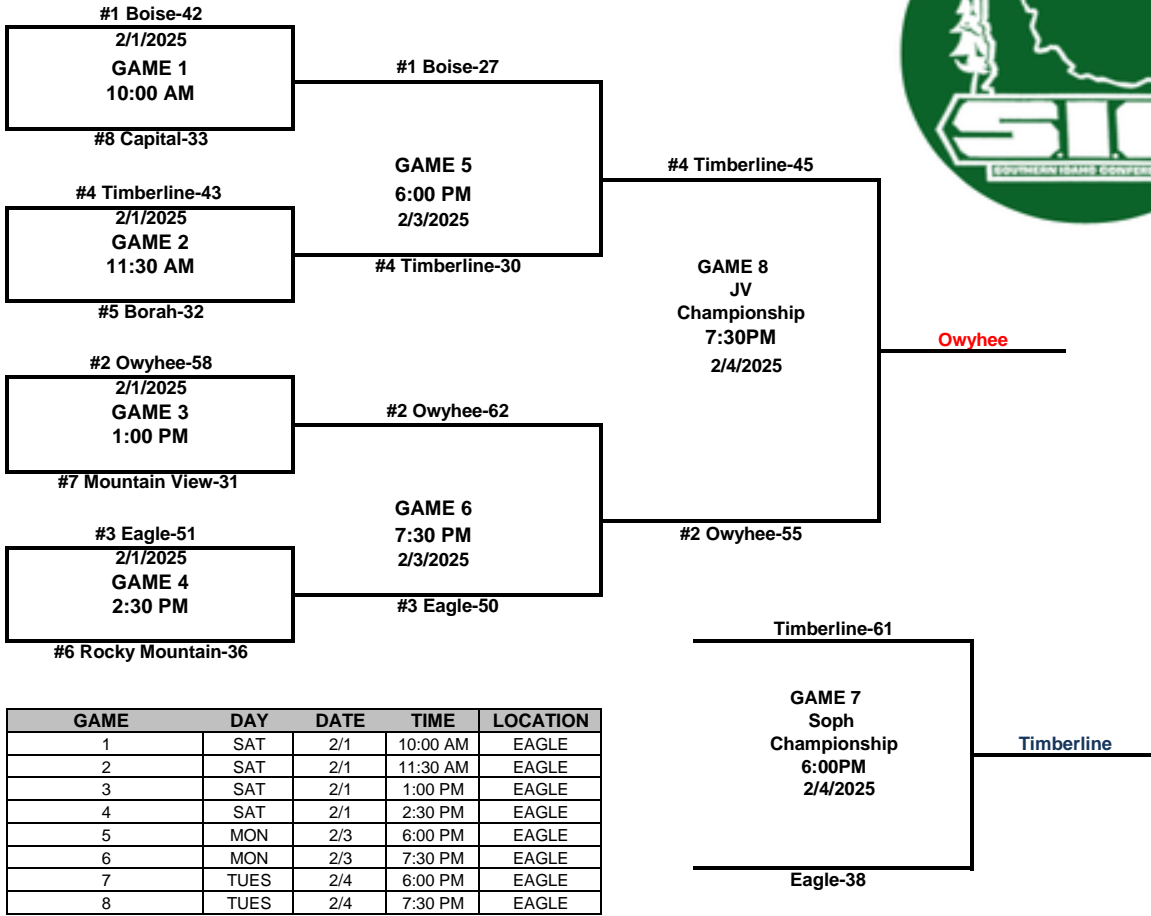 #1 Boise-42
2/1/2025
GAME 1
10:00 AM
#8 Capital-33
#4 Timberline-43
2/1/2025
GAME 2
11:30 AM
#5 Borah-32
#2 Owyhee-58
2/1/2025
GAME 3
1:00 PM
#7 Mountain View-31
#3 Eagle-51
2/1/2025
GAME 4
2:30 PM
#6 Rocky Mountain-36
#1 Boise-27
GAME 5
6:00 PM
2/3/2025
#4 Timberline-30
#2 Owyhee-62
GAME 6
7:30 PM
2/3/2025
#3 Eagle-50
#4 Timberline-45
GAME 8
JV
Championship
7:30PM
2/4/2025
#2 Owyhee-55
Owyhee
S.I.
SOUTHERN IDAHO
Timberline-61
GAME 7
Soph
Championship
6:00PM
2/4/2025
Eagle-38
Timberline
GAME DAY DATE TIME LOCATION
1 SAT 2/1 10:00 AM EAGLE
2 SAT 2/1 11:30 AM EAGLE
3 SAT 2/1 1:00 PM EAGLE
4 SAT 2/1 2:30 PM EAGLE
5 MON 2/3 6:00 PM EAGLE
6 MON 2/3 7:30 PM EAGLE
7 TUES 2/4 6:00 PM EAGLE
8 TUES 2/4 7:30 PM EAGLE